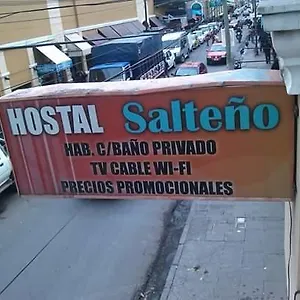 HOSTAL Salteño
HAB. C/BAÑO PRIVADO
TV CABLE WI-FI
PRECIOS PROMOCIONALES